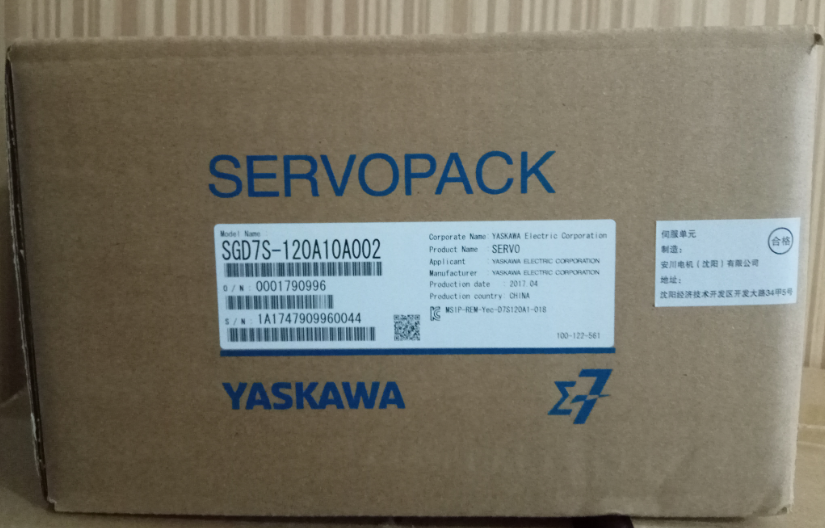 SERVOPACK
Model Name
SGD7S-120A10A002
O / N : 0001790996
S / N : 1A1747909960044
Corporate Name YASKAWA Electric Corporation
Product Name : SERVO
Applicant YASKAWA ELECTRIC CORPORATION
Manufacturer YASKAWA ELECTRIC CORPORATION
Production date : 2017.04
Production country : CHINA
MSIP-REM-Yec-D7S120A1-018
100-122-561
伺服单元
制造：
安川电机（沈阳）有限公司
地址：
沈阳经济技术开发区开发大路34甲5号
合格
YASKAWA
Σ7